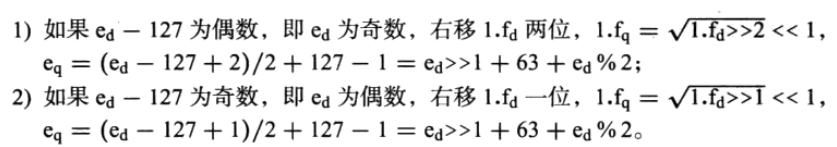 1) 如果 e_d − 127 为偶数，即 e_d 为奇数，右移 1.f_d 两位，1.f_q = √(1.f_d>>2) << 1，
e_q = (e_d − 127 + 2)/2 + 127 − 1 = e_d>>1 + 63 + e_d % 2；
2) 如果 e_d − 127 为奇数，即 e_d 为偶数，右移 1.f_d 一位，1.f_q = √(1.f_d>>1) << 1，
e_q = (e_d − 127 + 1)/2 + 127 − 1 = e_d>>1 + 63 + e_d % 2。